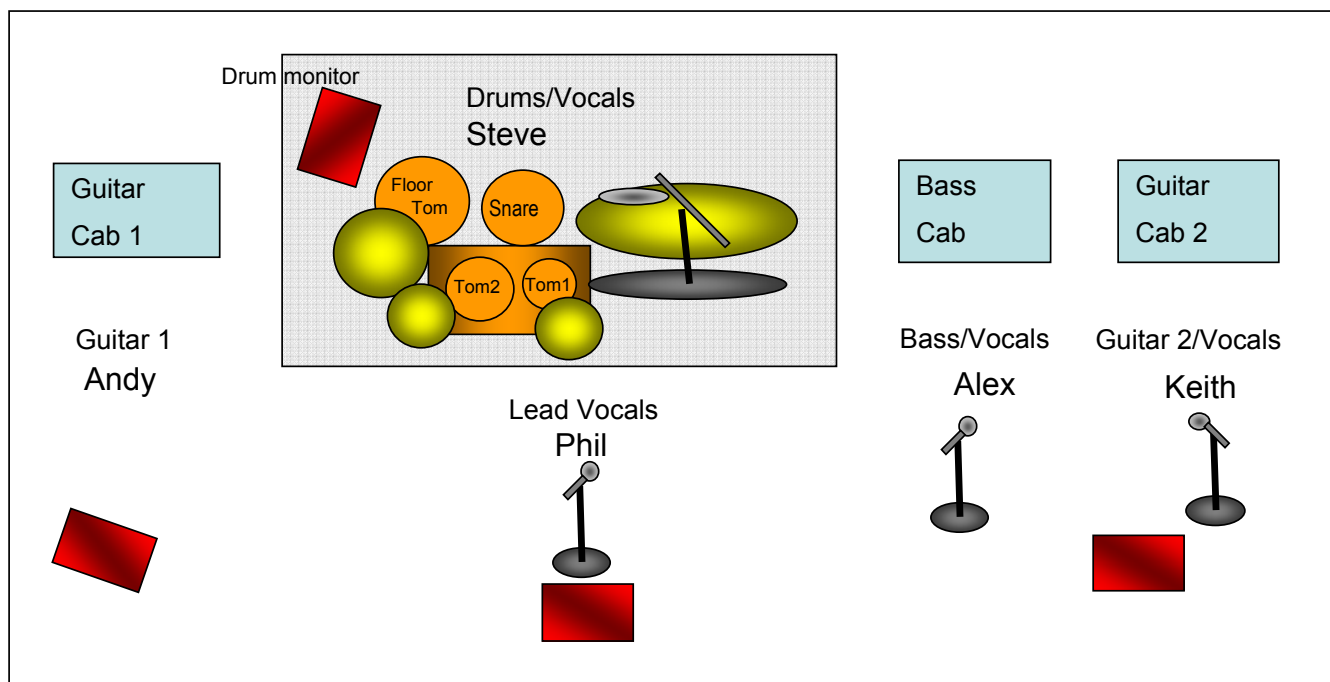 Drum monitor
Drums/Vocals
Steve
Guitar
Cab 1
Floor
Tom
Snare
Tom2
Tom1
Bass
Cab
Guitar
Cab 2
Guitar 1
Andy
Lead Vocals
Phil
Bass/Vocals
Alex
Guitar 2/Vocals
Keith